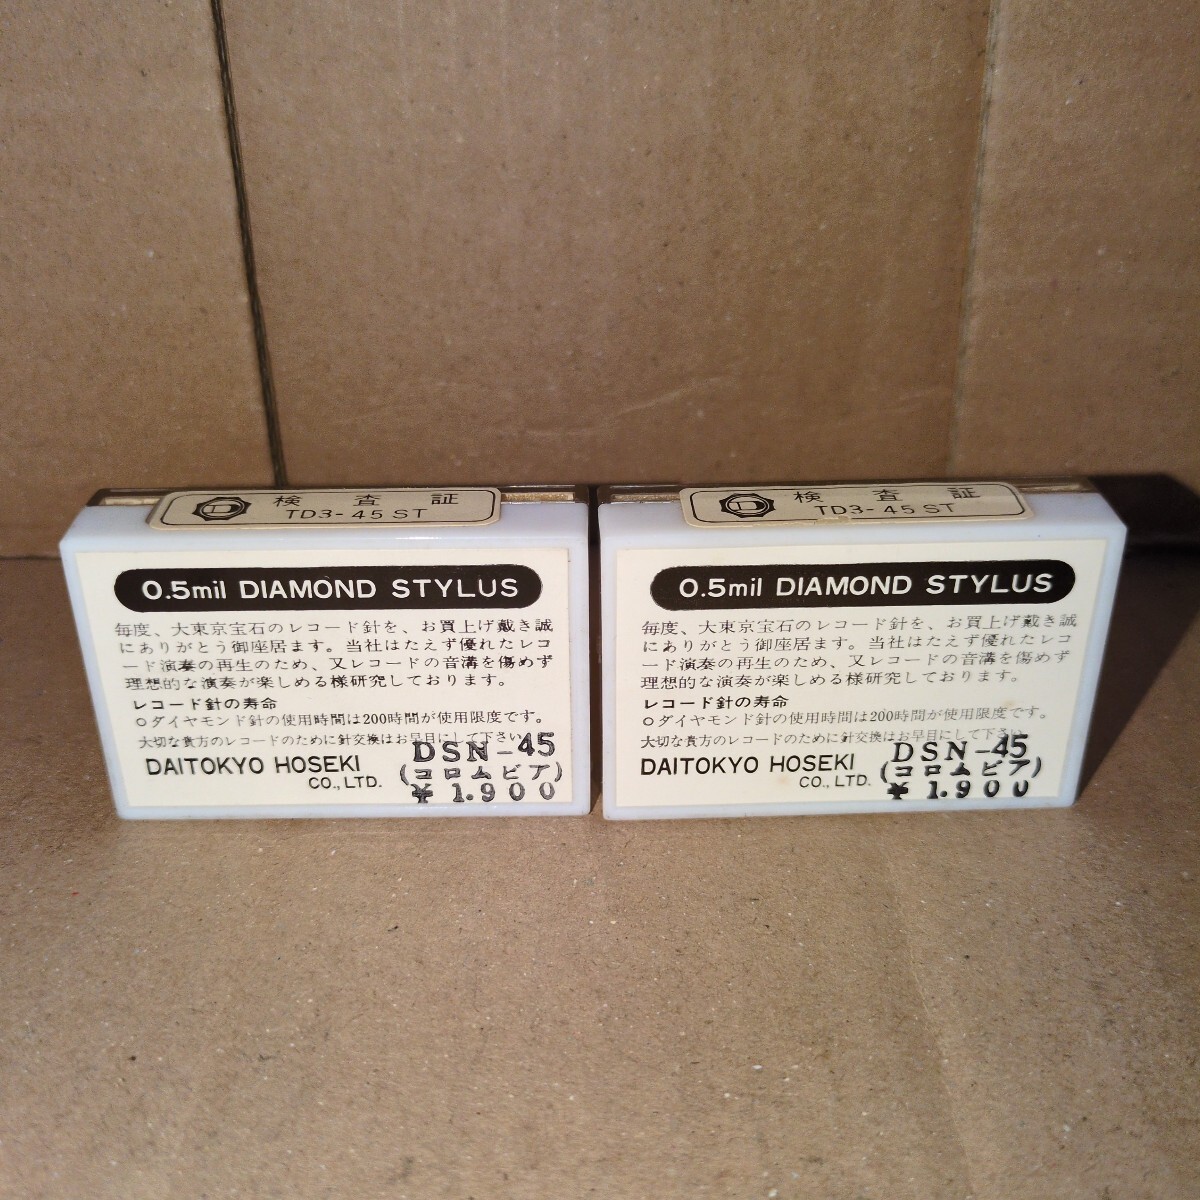 D 検査証
TD3-45 ST
0.5mil DIAMOND STYLUS
毎度、大東京宝石のレコード針を、お買上げ戴き誠
にありがとう御座居ます。当社はたえず優れたレコ
ード演奏の再生のため、又レコードの音溝を傷めず
理想的な演奏が楽しめる様研究しております。
レコード針の寿命
○ダイヤモンド針の使用時間は200時間が使用限度です。
大切な貴方のレコードのために針交換はお早目にして下さい。
DSN-45
DAITOKYO HOSEKI
CO., LTD.
(コロムビア)
¥1.900
D 検査証
TD3-45 ST
0.5mil DIAMOND STYLUS
毎度、大東京宝石のレコード針を、お買上げ戴き誠
にありがとう御座居ます。当社はたえず優れたレコ
ード演奏の再生のため、又レコードの音溝を傷めず
理想的な演奏が楽しめる様研究しております。
レコード針の寿命
○ダイヤモンド針の使用時間は200時間が使用限度です。
大切な貴方のレコードのために針交換はお早目にして下さい
DSN-45
DAITOKYO HOSEKI
CO., LTD.
(コロムビア)
¥1.900